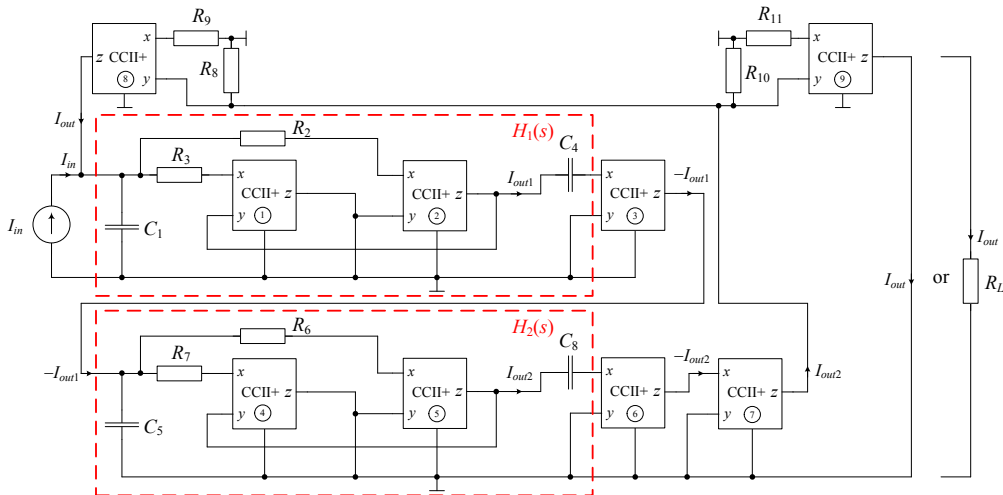 R9
x
z CCII+
y
8
R8
R11
x
CCII+ z
y
9
R10
Iout
H1(s)
R2
C4
Iin
R3
x
CCII+ z
y
1
x
CCII+ z
y
2
Iout1
x
CCII+
y
3
−Iout1
Iin
C1
Iout
Iout
or
RL
H2(s)
R6
C8
−Iout1
R7
x
CCII+ z
y
4
x
CCII+ z
y
5
Iout2
x
CCII+
y
6
−Iout2
x
CCII+
y
7
Iout2
C5